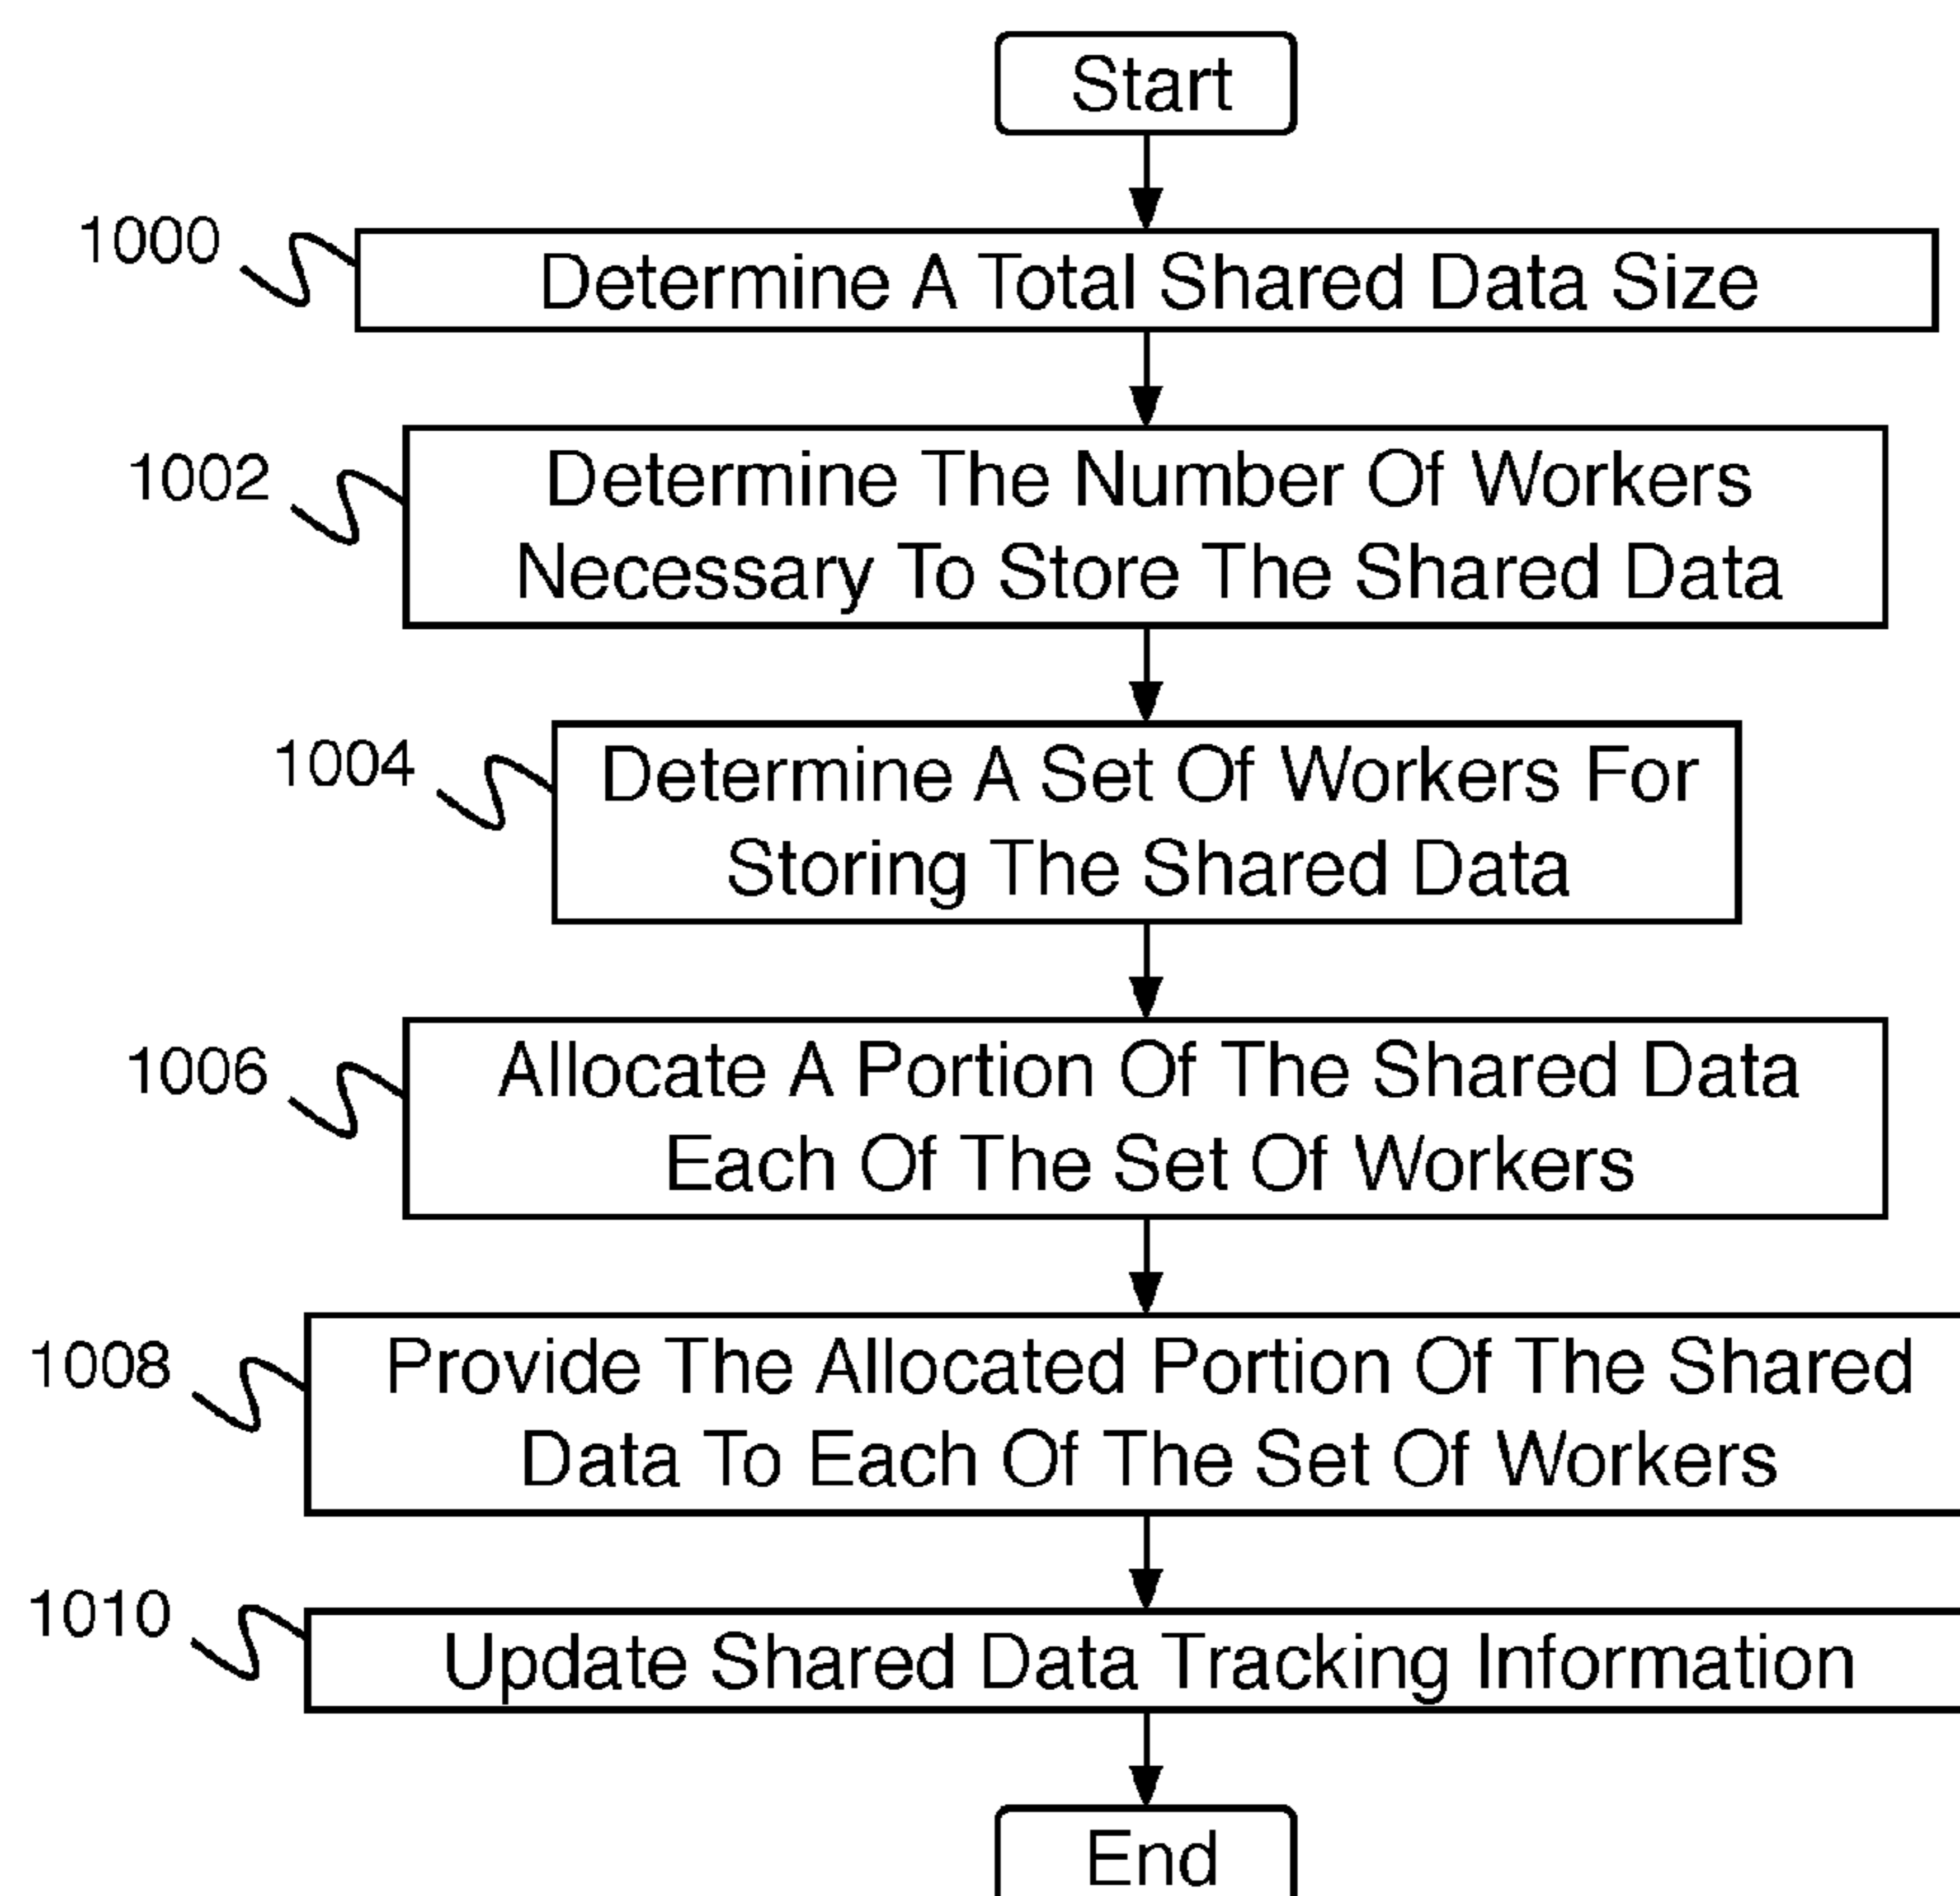 Start
1000
Determine A Total Shared Data Size
1002
Determine The Number Of Workers
Necessary To Store The Shared Data
1004
Determine A Set Of Workers For
Storing The Shared Data
1006
Allocate A Portion Of The Shared Data
Each Of The Set Of Workers
1008
Provide The Allocated Portion Of The Shared
Data To Each Of The Set Of Workers
1010
Update Shared Data Tracking Information
End